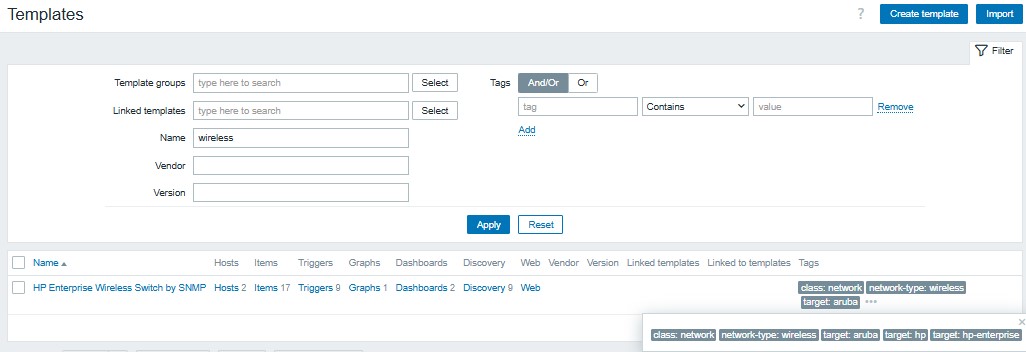 Templates
? Create template Import
Filter
Template groups type here to search Select Tags And/Or Or
Linked templates type here to search Select tag Contains value Remove
Name wireless Add
Vendor
Version
Apply Reset
Name Hosts Items Triggers Graphs Dashboards Discovery Web Vendor Version Linked templates Linked to templates Tags
HP Enterprise Wireless Switch by SNMP Hosts 2 Items 17 Triggers 9 Graphs 1 Dashboards 2 Discovery 9 Web class: network network-type: wireless
target: aruba •••
class: network network-type: wireless target: aruba target: hp target: hp-enterprise